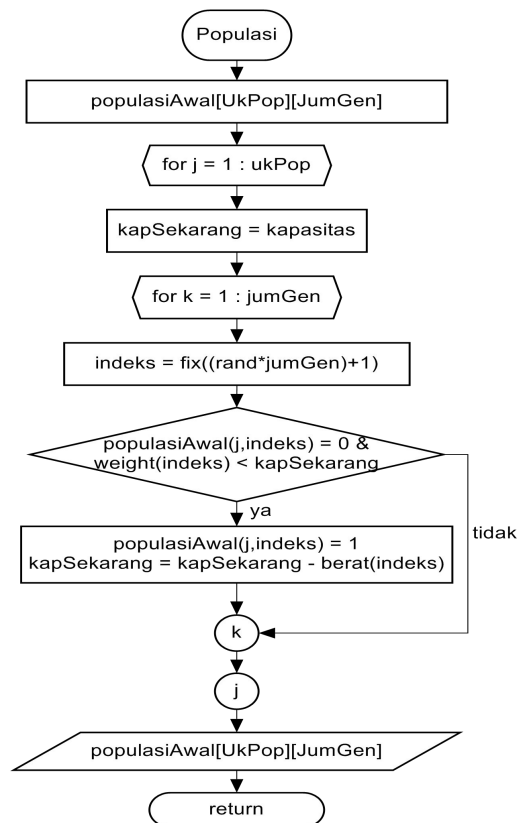 Populasi
populasiAwal[UkPop][JumGen]
for j = 1 : ukPop
kapSekarang = kapasitas
for k = 1 : jumGen
indeks = fix((rand*jumGen)+1)
populasiAwal(j,indeks) = 0 &
weight(indeks) < kapSekarang
ya
tidak
populasiAwal(j,indeks) = 1
kapSekarang = kapSekarang - berat(indeks)
k
j
populasiAwal[UkPop][JumGen]
return